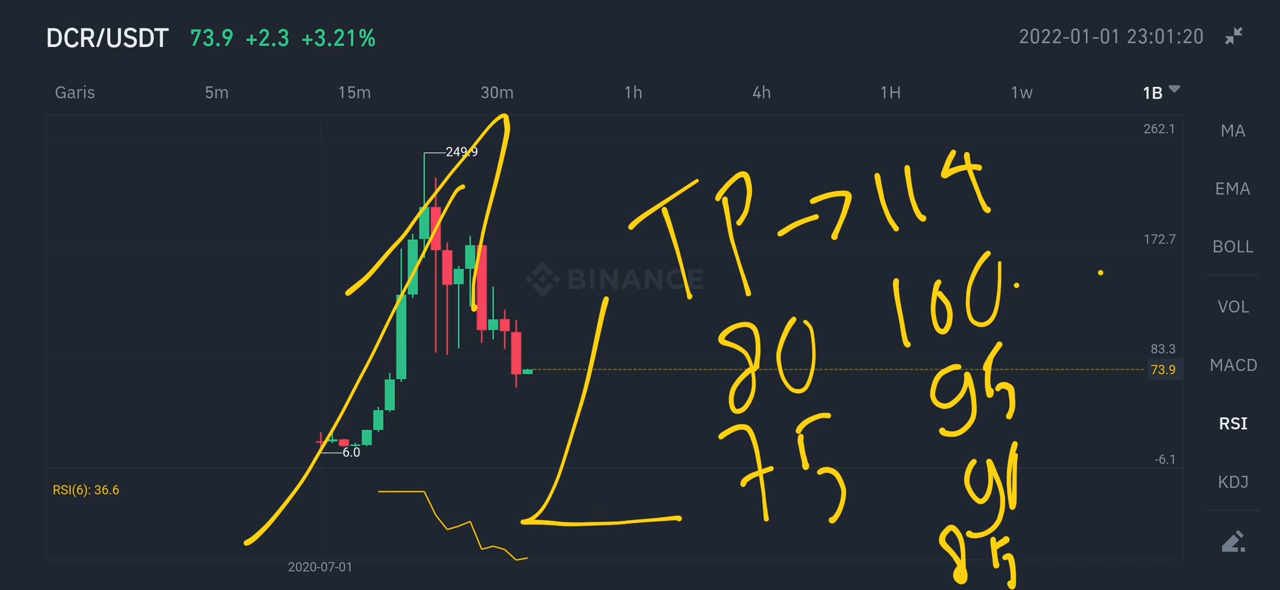 DCR/USDT 73.9 +2.3 +3.21%
2022-01-01 23:01:20
Garis 5m 15m 30m 1h 4h 1H 1w 1B
262.1
172.7
83.3
73.9
-6.1
249.9
6.0
BINANCE
TP → 114
100.
80
95
75
90
85
RSI(6): 36.6
2020-07-01
MA
EMA
BOLL
VOL
MACD
RSI
KDJ